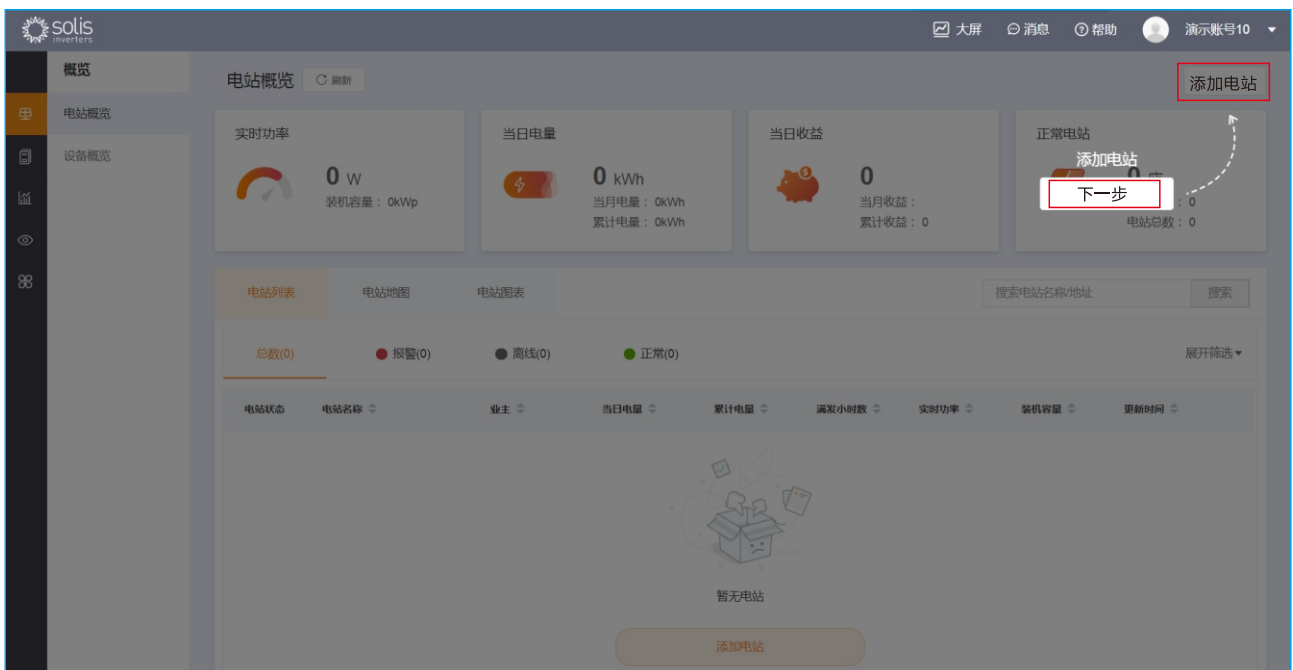 solis
inverters
大屏 消息 帮助 演示账号10
概览
电站概览
设备概览
电站概览 刷新 添加电站
实时功率
0 W
装机容量： 0kWp
当日电量
0 kWh
当月电量： 0kWh
累计电量： 0kWh
当日收益
0
当月收益：
累计收益： 0
正常电站
添加电站
下一步
0
： 0
电站总数： 0
电站列表 电站地图 电站图表 搜索电站名称/地址 搜索
总数(0) 报警(0) 离线(0) 正常(0) 展开筛选
电站状态 电站名称 业主 当日电量 累计电量 满发小时数 实时功率 装机容量 更新时间
暂无电站
添加电站